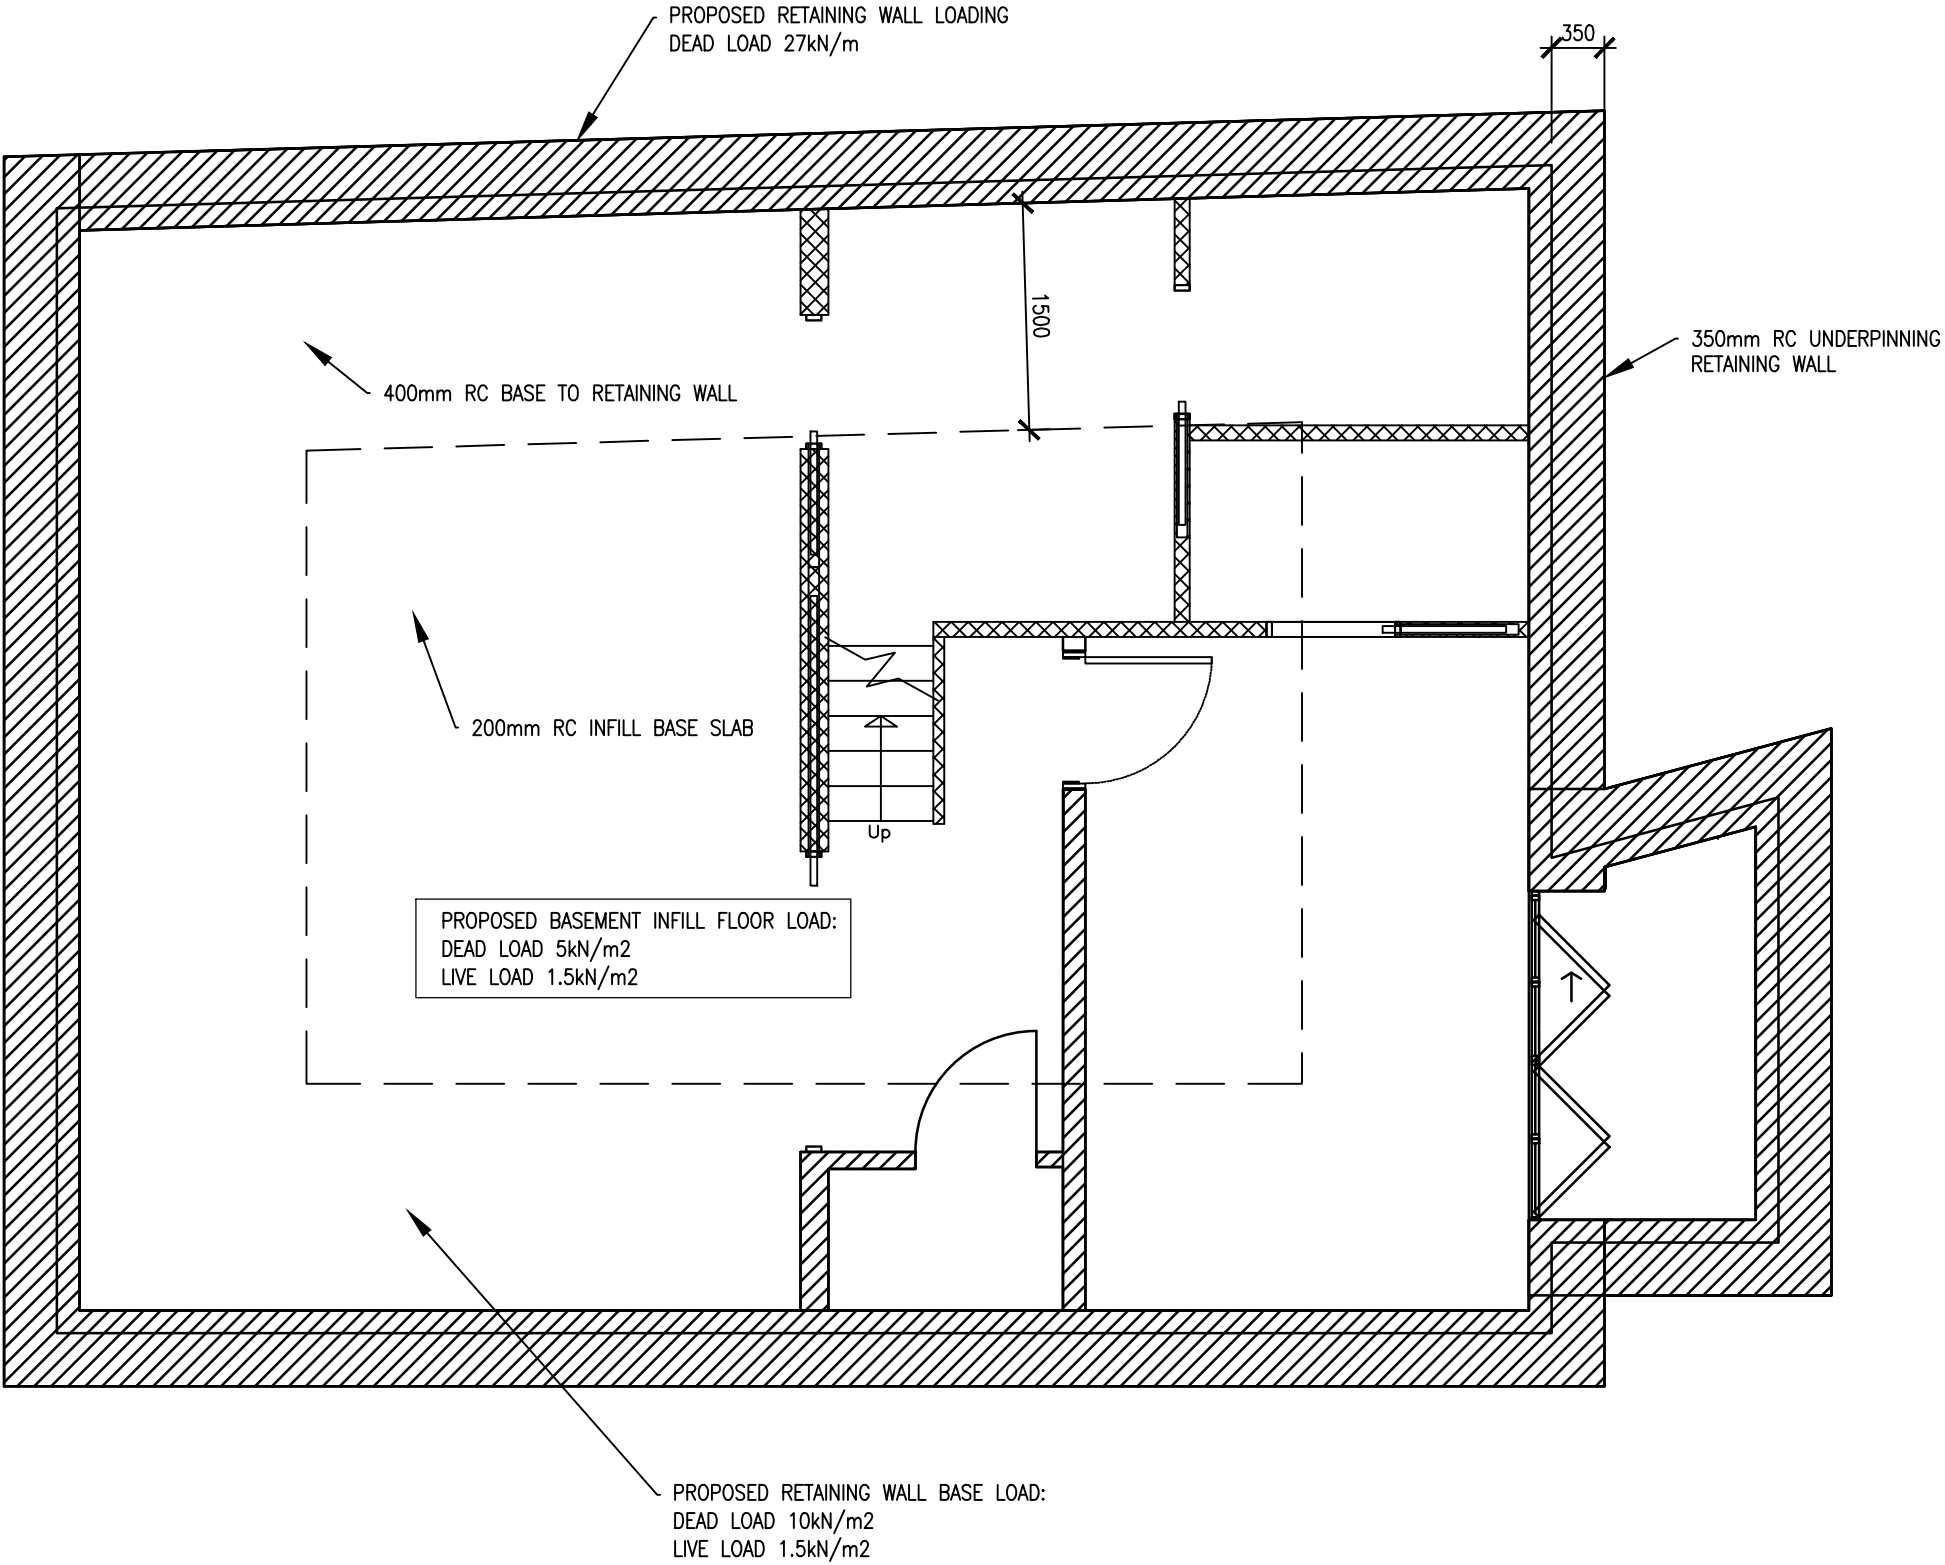 PROPOSED RETAINING WALL LOADING
DEAD LOAD 27kN/m
350
1500
350mm RC UNDERPINNING
RETAINING WALL
400mm RC BASE TO RETAINING WALL
200mm RC INFILL BASE SLAB
Up
PROPOSED BASEMENT INFILL FLOOR LOAD:
DEAD LOAD 5kN/m2
LIVE LOAD 1.5kN/m2
PROPOSED RETAINING WALL BASE LOAD:
DEAD LOAD 10kN/m2
LIVE LOAD 1.5kN/m2